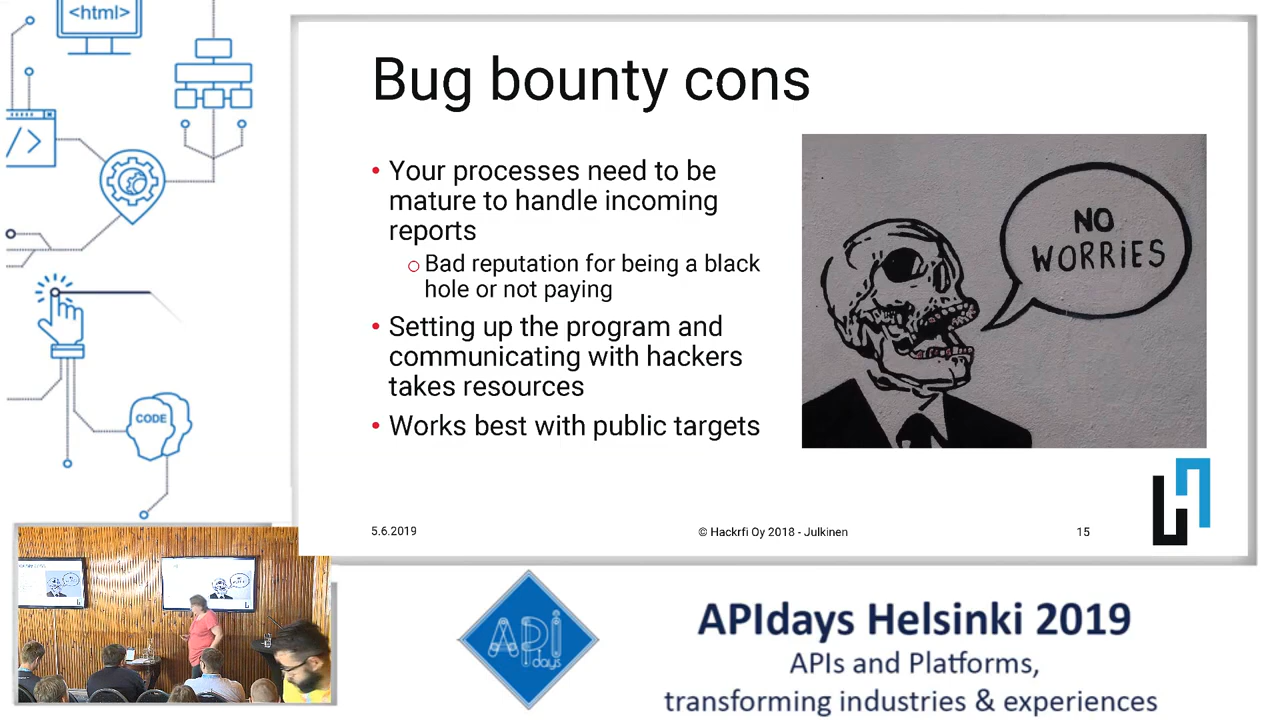 <html>
Bug bounty cons
• Your processes need to be
mature to handle incoming
reports
o Bad reputation for being a black
hole or not paying
• Setting up the program and
communicating with hackers
takes resources
• Works best with public targets
NO
WORRiES
</>
CODE
5.6.2019
© Hackrfi Oy 2018 - Julkinen
15
APi
days
APIdays Helsinki 2019
APIs and Platforms,
transforming industries & experiences